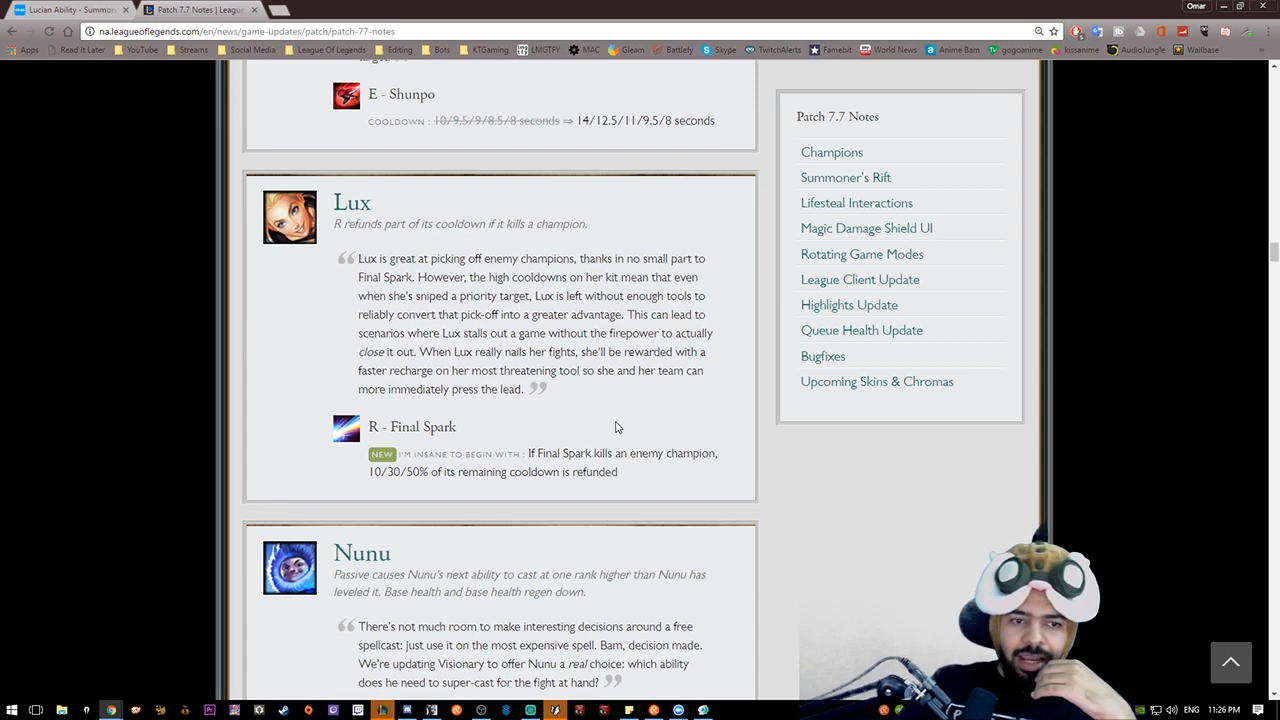 Lucian Ability - Summon
Patch 7.7 Notes | League
Omar
na.leagueoflegends.com/en/news/game-updates/patch/patch-77-notes
Apps Read It Later YouTube Streams Social Media League Of Legends Editing Bots KTGaming LMGTFY MAC Gleam Battlefy Skype TwitchAlerts Famebit World News Anime Bam gogoanime kissanime AudioJungle Wallbase
E - Shunpo
COOLDOWN : 10/9.5/9/8.5/8 seconds ⇒ 14/12.5/11/9.5/8 seconds
Lux
R refunds part of its cooldown if it kills a champion.
Lux is great at picking off enemy champions, thanks in no small part to
Final Spark. However, the high cooldowns on her kit mean that even
when she's sniped a priority target, Lux is left without enough tools to
reliably convert that pick-off into a greater advantage. This can lead to
scenarios where Lux stalls out a game without the firepower to actually
close it out. When Lux really nails her fights, she'll be rewarded with a
faster recharge on her most threatening tool so she and her team can
more immediately press the lead.
R - Final Spark
NEW I'M INSANE TO BEGIN WITH : If Final Spark kills an enemy champion,
10/30/50% of its remaining cooldown is refunded
Nunu
Passive causes Nunu's next ability to cast at one rank higher than Nunu has
leveled it. Base health and base health regen down.
There's not much room to make interesting decisions around a free
spellcast: just use it on the most expensive spell. Bam, decision made.
We're updating Visionary to offer Nunu a real choice: which ability
does he need to super-cast for the fight at hand?
Patch 7.7 Notes
Champions
Summoner's Rift
Lifesteal Interactions
Magic Damage Shield UI
Rotating Game Modes
League Client Update
Highlights Update
Queue Health Update
Bugfixes
Upcoming Skins & Chromas
ENG 11:26 PM